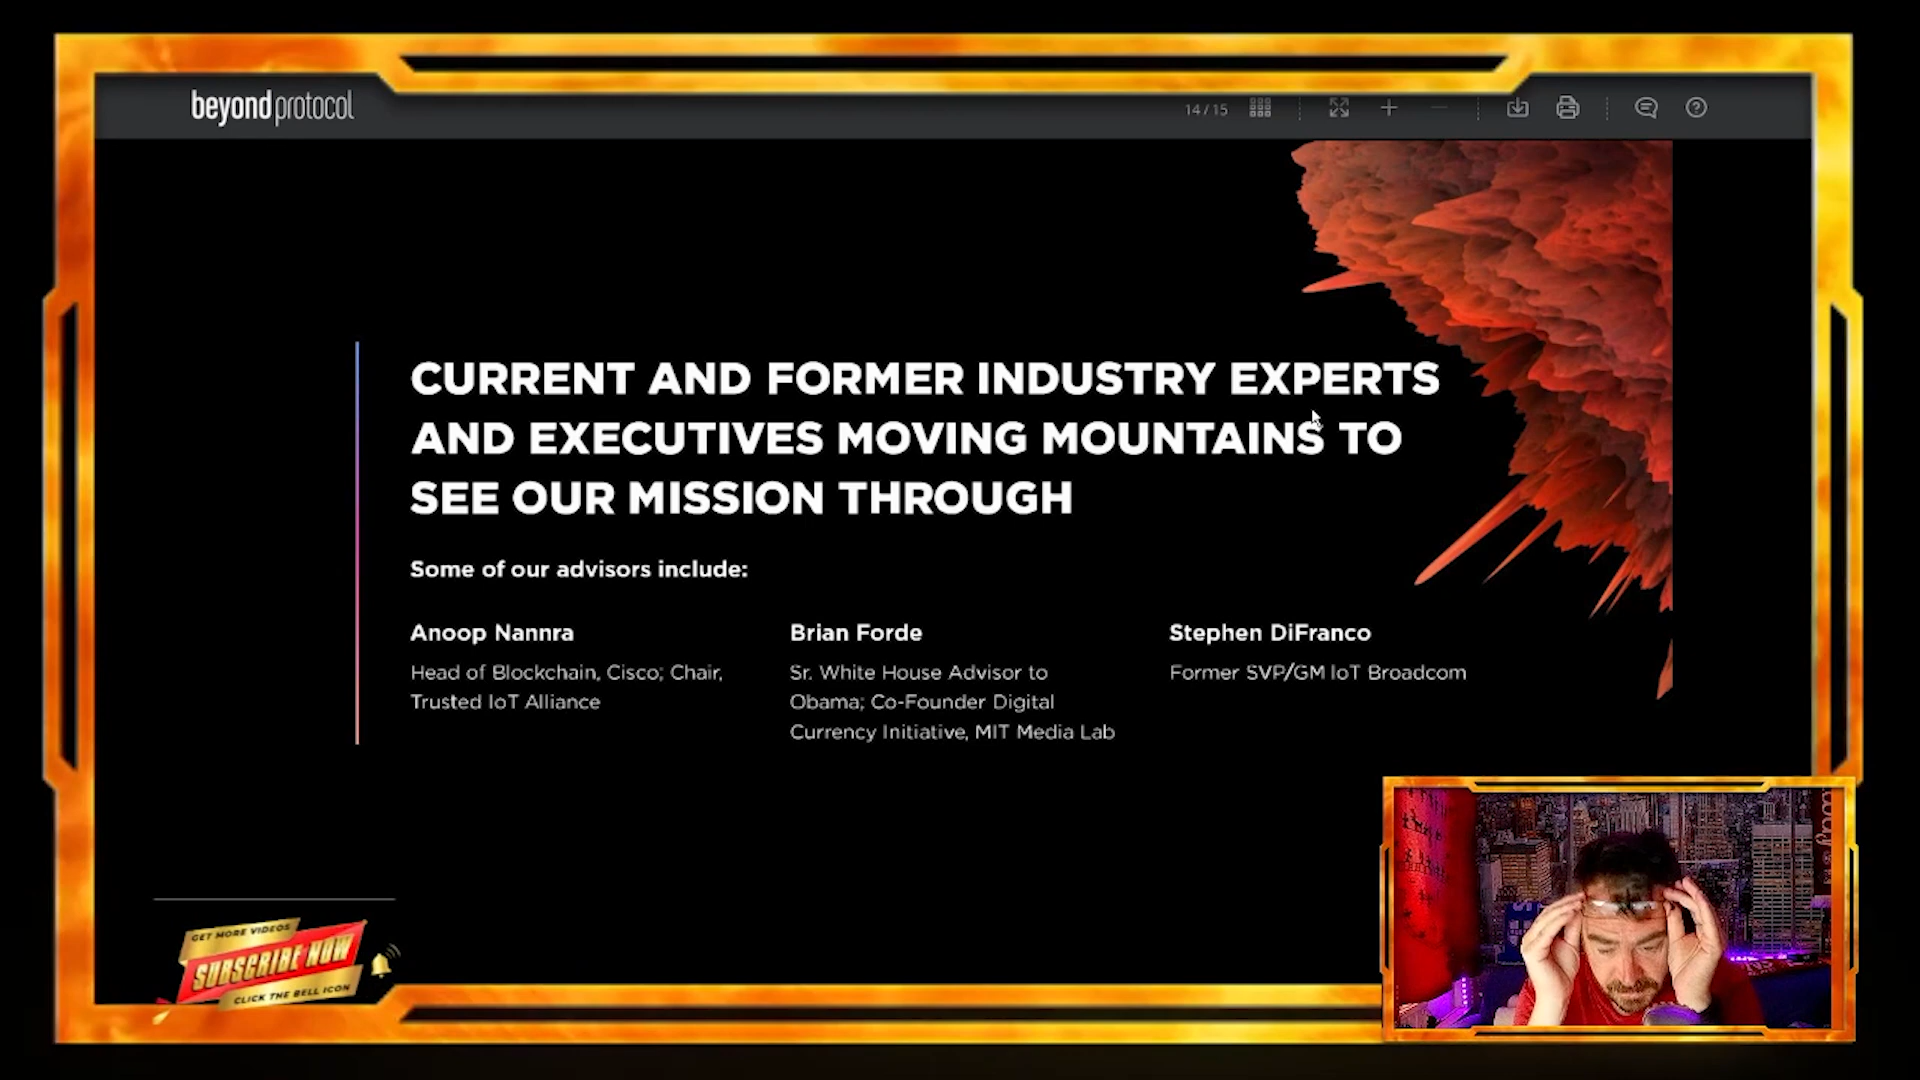 beyond protocol
14 / 15
CURRENT AND FORMER INDUSTRY EXPERTS
AND EXECUTIVES MOVING MOUNTAINS TO
SEE OUR MISSION THROUGH
Some of our advisors include:
Anoop Nannra
Head of Blockchain, Cisco; Chair,
Trusted IoT Alliance
Brian Forde
Sr. White House Advisor to
Obama; Co-Founder Digital
Currency Initiative, MIT Media Lab
Stephen DiFranco
Former SVP/GM IoT Broadcom
GET MORE VIDEOS
SUBSCRIBE NOW
CLICK THE BELL ICON